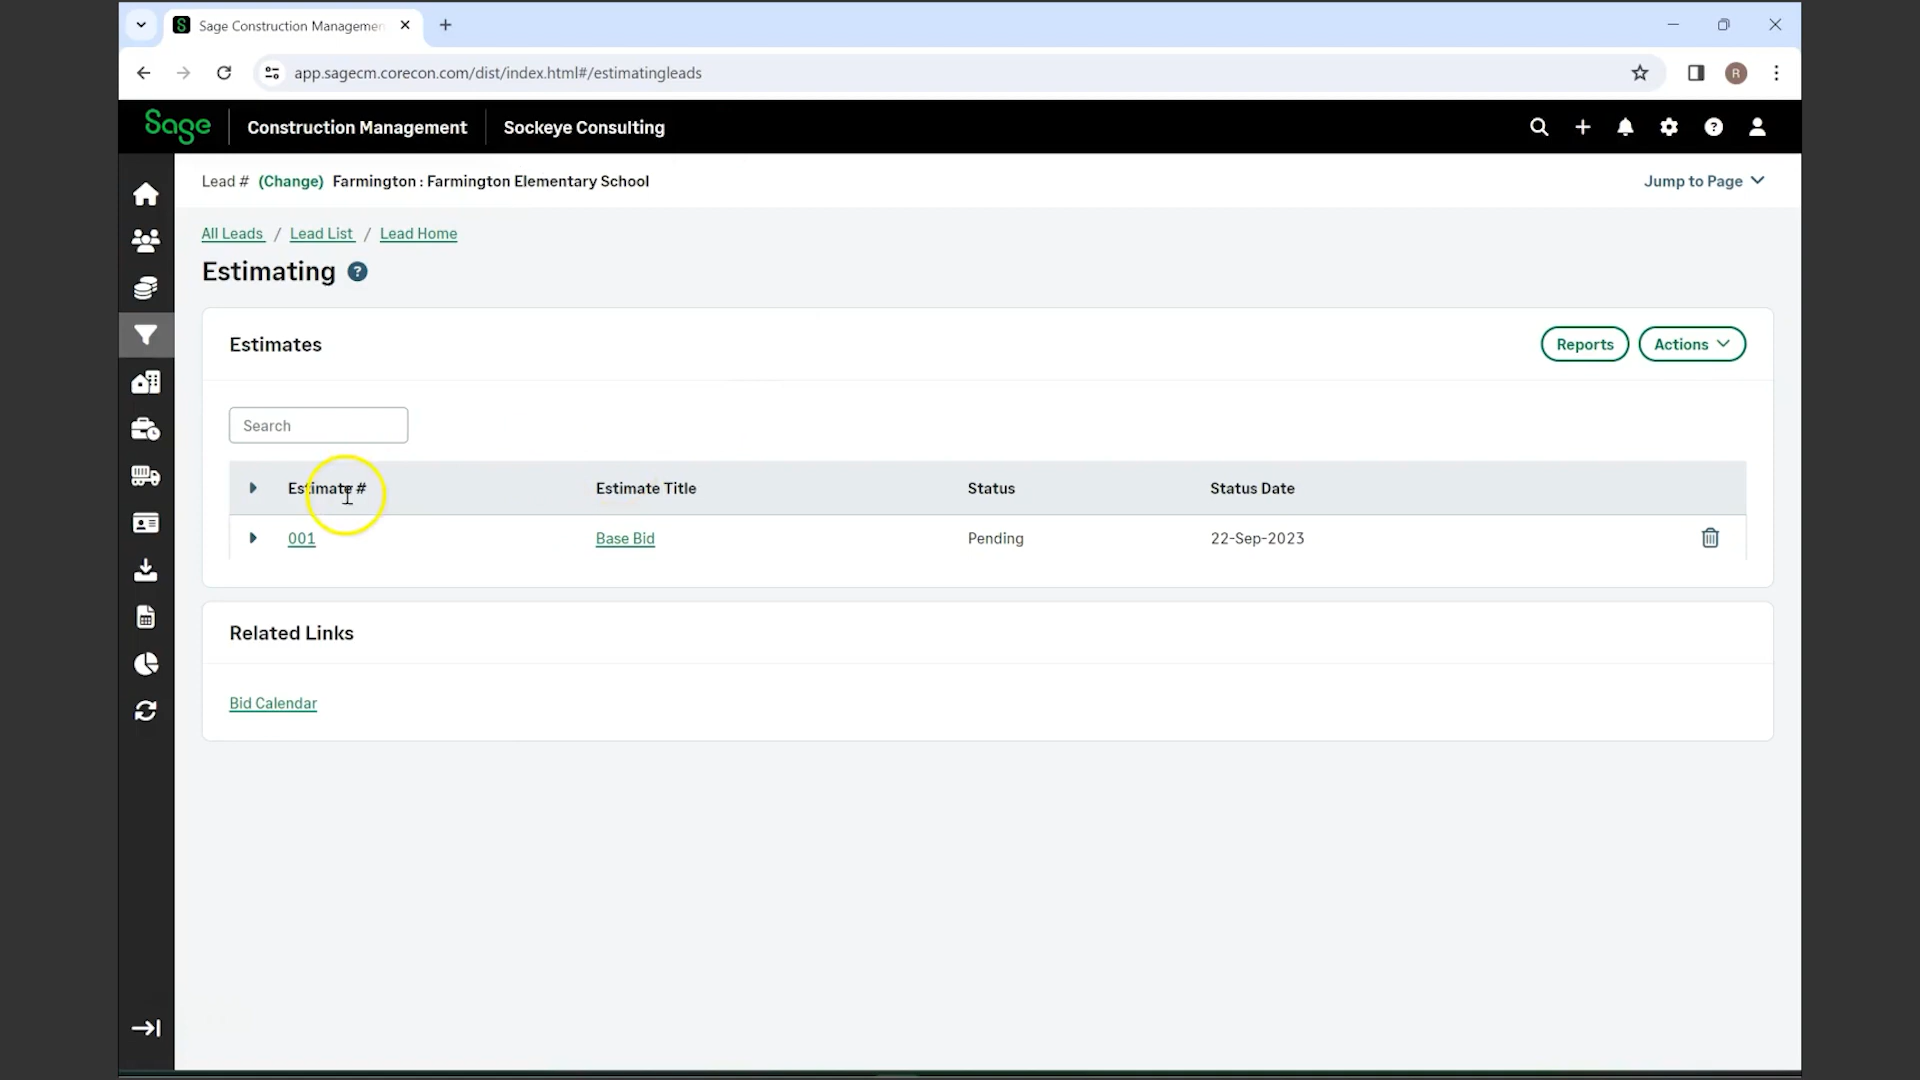 Sage Construction Managemen
app.sagecm.corecon.com/dist/index.html#/estimatingleads
R
Sage Construction Management Sockeye Consulting
Lead # (Change) Farmington : Farmington Elementary School Jump to Page
All Leads / Lead List / Lead Home
Estimating ?
Estimates Reports Actions
Search
Estimate # Estimate Title Status Status Date
001 Base Bid Pending 22-Sep-2023
Related Links
Bid Calendar